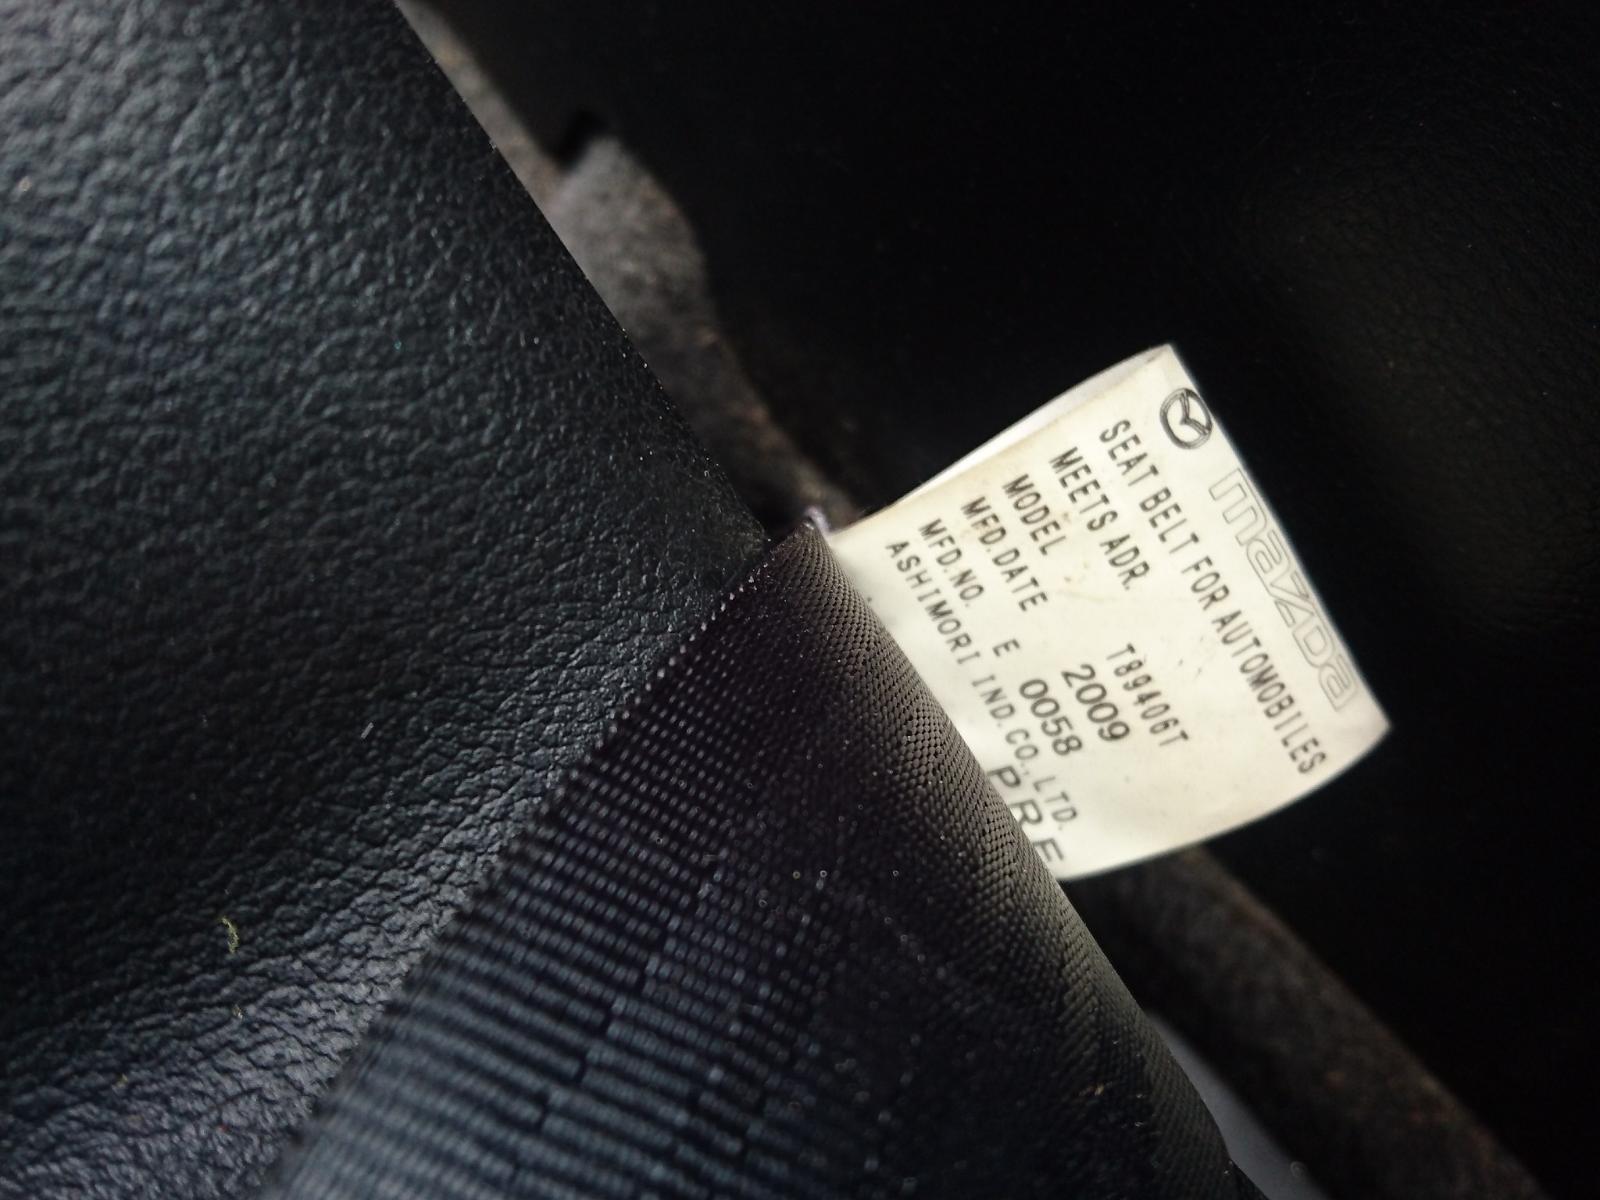 mazda
SEAT BELT FOR AUTOMOBILES
MEETS ADR.
MODEL T89406T
MFD.DATE 2009
MFD.NO. E 0058
ASHIMORI IND.CO.,LTD.
PRE